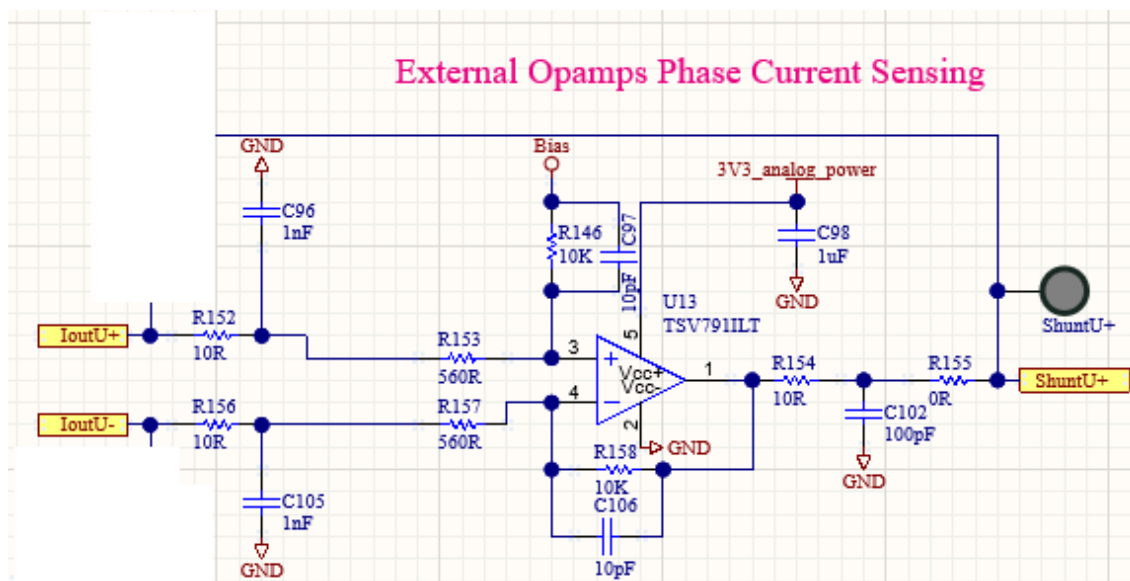 External Opamps Phase Current Sensing
GND
Bias
3V3_analog_power
C96
1nF
R146
10K
C97
10pF
C98
1uF
GND
U13
TSV791ILT
ShuntU+
IoutU+
R152
10R
R153
560R
3
5
Vcc+
Vcc-
1
R154
10R
R155
0R
ShuntU+
IoutU-
R156
10R
R157
560R
4
2
GND
C102
100pF
GND
R158
10K
C105
1nF
C106
10pF
GND